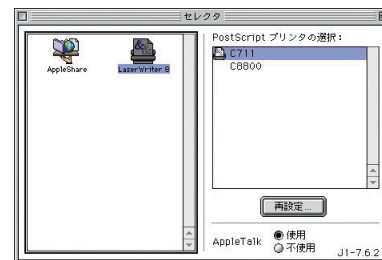 セレクタ
AppleShare
LaserWriter 8
PostScript プリンタの選択：
C711
C8800
再設定...
AppleTalk
使用
不使用
J1-7.6.2